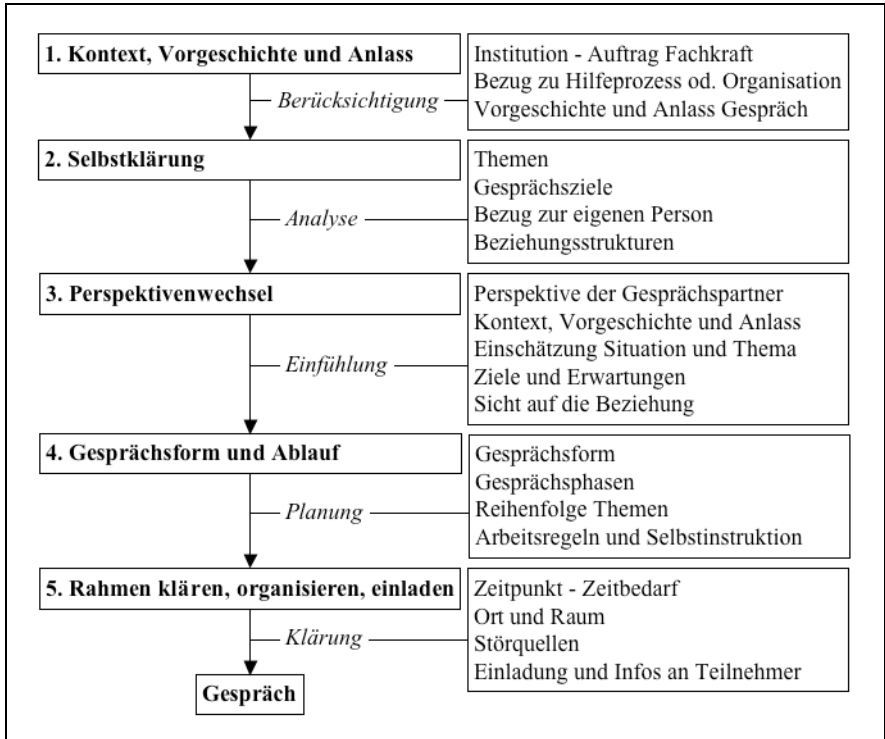 1. Kontext, Vorgeschichte und Anlass
Institution - Auftrag Fachkraft
Bezug zu Hilfeprozess od. Organisation
Vorgeschichte und Anlass Gespräch
Berücksichtigung
2. Selbstklärung
Themen
Gesprächsziele
Bezug zur eigenen Person
Beziehungsstrukturen
Analyse
3. Perspektivenwechsel
Perspektive der Gesprächspartner
Kontext, Vorgeschichte und Anlass
Einschätzung Situation und Thema
Ziele und Erwartungen
Sicht auf die Beziehung
Einfühlung
4. Gesprächsform und Ablauf
Gesprächsform
Gesprächsphasen
Reihenfolge Themen
Arbeitsregeln und Selbstinstruktion
Planung
5. Rahmen klären, organisieren, einladen
Zeitpunkt - Zeitbedarf
Ort und Raum
Störquellen
Einladung und Infos an Teilnehmer
Klärung
Gespräch